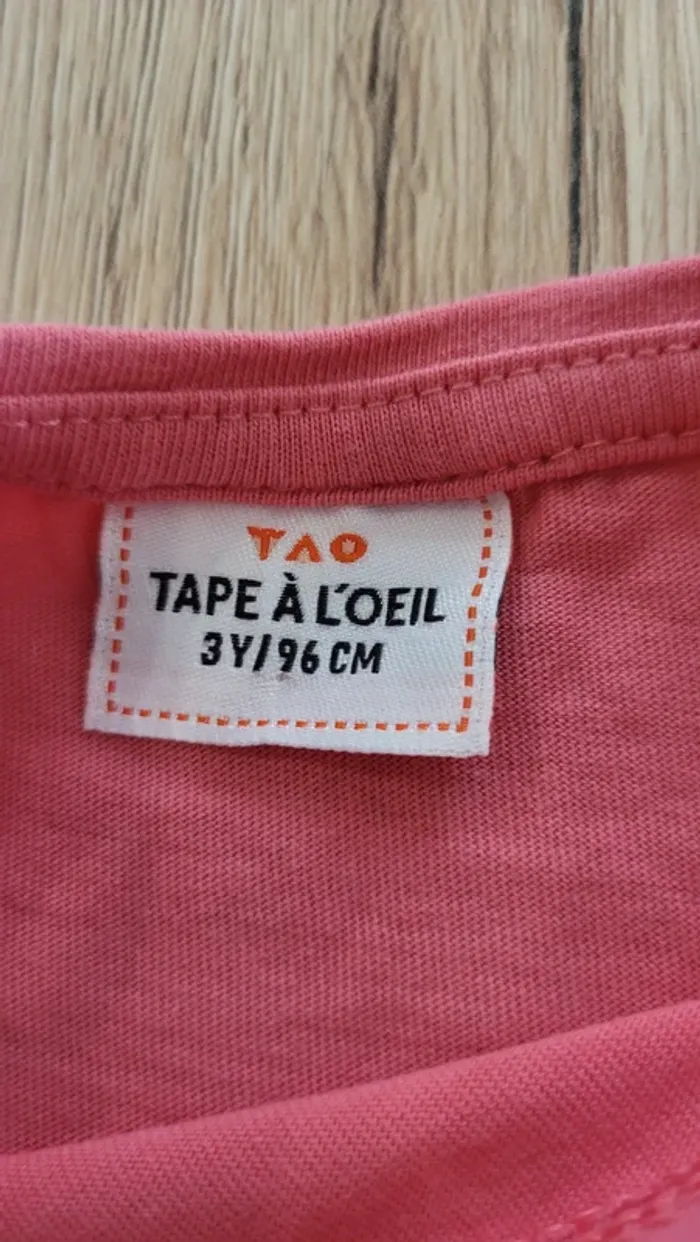 TAO
TAPE À L'OEIL
3Y/96 CM